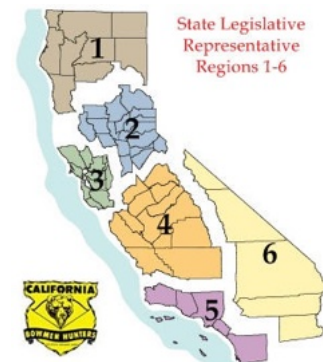 State Legislative
Representative
Regions 1-6
1
2
3
4
6
5
CALIFORNIA
BOWMEN HUNTERS